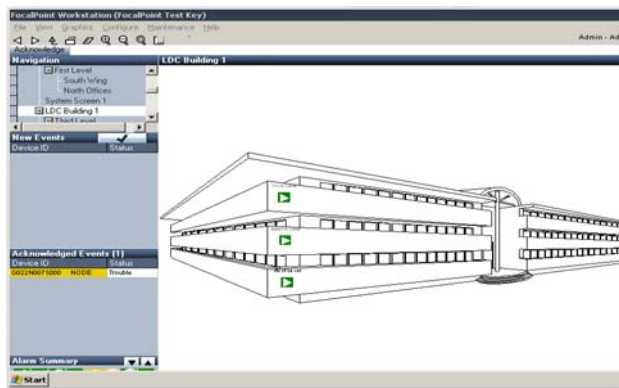 FocalPoint Workstation (FocalPoint Test Key)
File View Graphics Configure Maintenance Help
Admin - Ad
Acknowledge
Navigation
LDC Building 1
First Level
South Wing
North Offices
System Screen 1
LDC Building 1
Third Level
New Events
Device ID Status
Acknowledged Events (1)
Device ID Status
NODE Trouble
Alarm Summary
Start